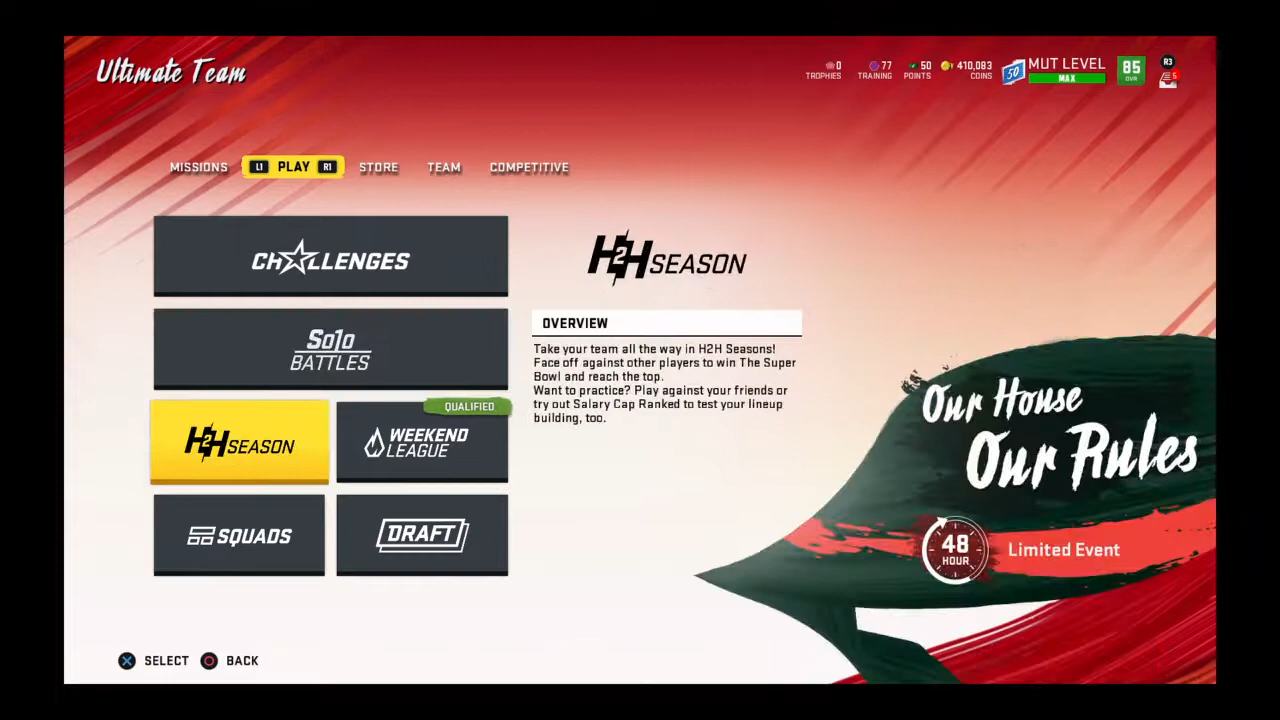 Ultimate Team
0 TROPHIES
77 TRAINING
50 POINTS
410,083 COINS
50
MUT LEVEL
MAX
85 OVR
R3
5
MISSIONS
L1 PLAY R1
STORE
TEAM
COMPETITIVE
CHALLENGES
Solo
BATTLES
H2H SEASON
QUALIFIED
WEEKEND
LEAGUE
SQUADS
DRAFT
H2H SEASON
OVERVIEW
Take your team all the way in H2H Seasons!
Face off against other players to win The Super
Bowl and reach the top.
Want to practice? Play against your friends or
try out Salary Cap Ranked to test your lineup
building, too.
Our House
Our Rules
48
HOUR
Limited Event
SELECT
BACK